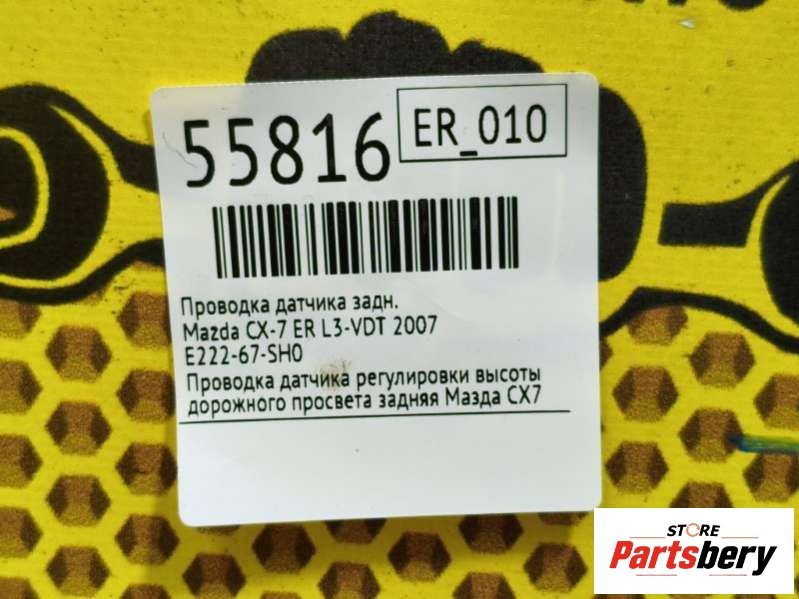 55816
ER_010
Проводка датчика задн.
Mazda CX-7 ER L3-VDT 2007
E222-67-SH0
Проводка датчика регулировки высоты
дорожного просвета задняя Мазда CX7
STORE
Partsbery